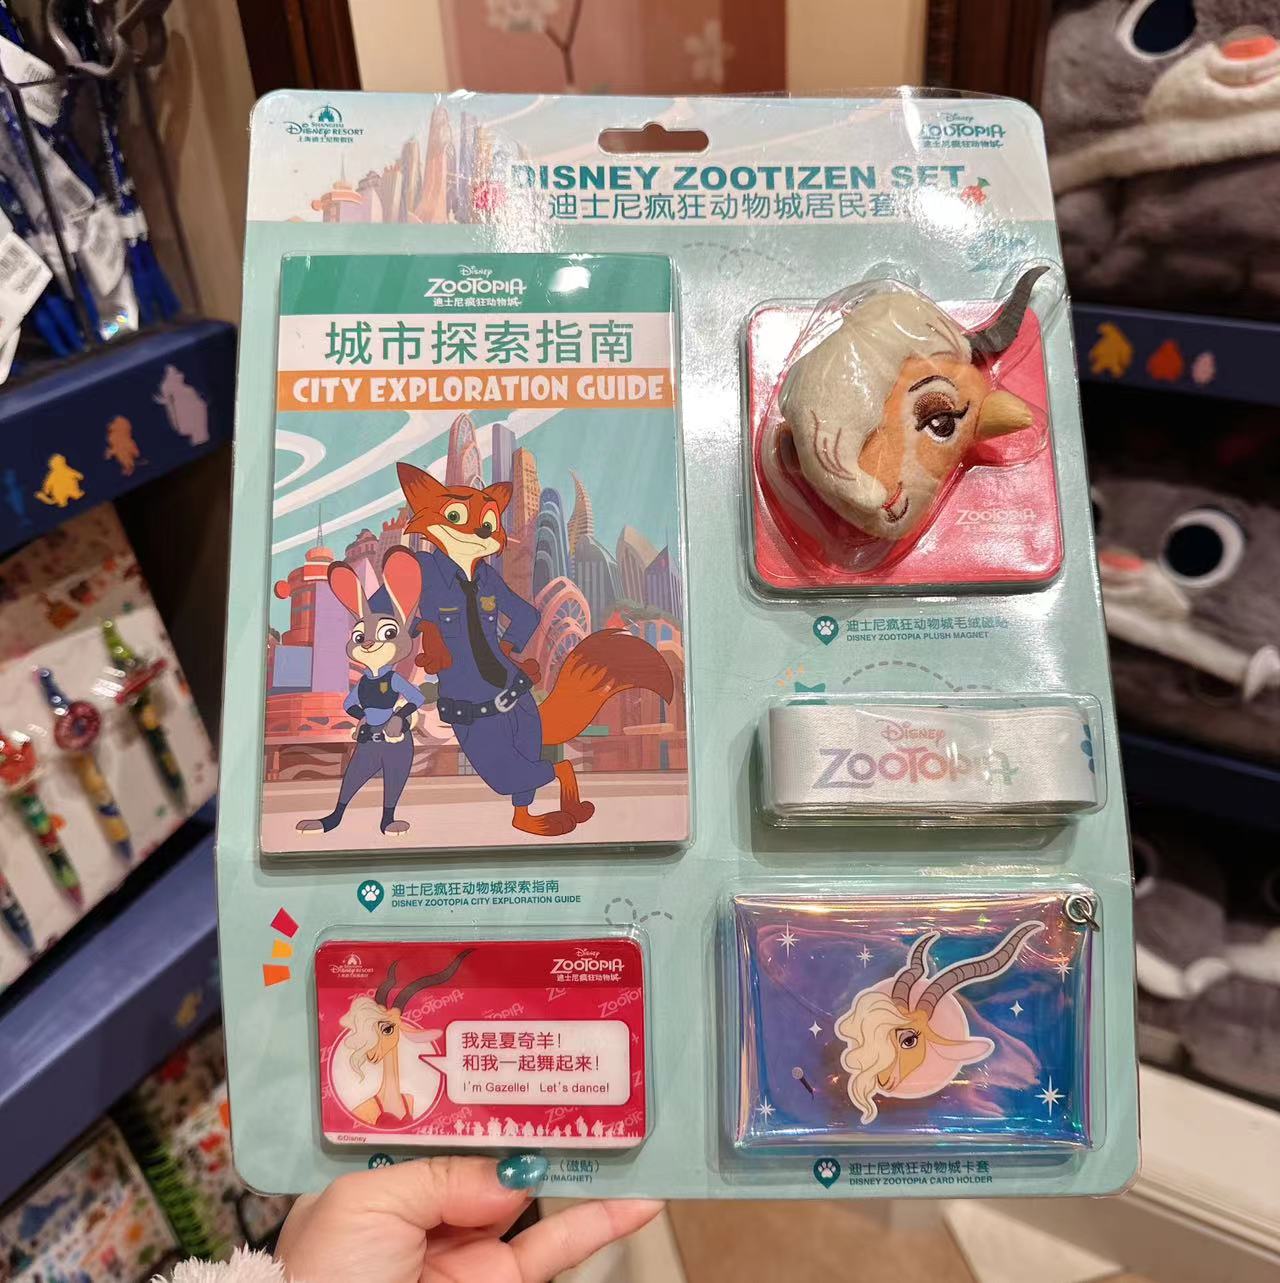 SHANGHAI
Disney RESORT
上海迪士尼度假区
Disney
ZOOTOPIA
迪士尼疯狂动物城
DISNEY ZOOTIZEN SET
迪士尼疯狂动物城居民套
Disney
ZOOTOPIA
迪士尼疯狂动物城
城市探索指南
CITY EXPLORATION GUIDE
迪士尼疯狂动物城探索指南
DISNEY ZOOTOPIA CITY EXPLORATION GUIDE
ZOOTOPIA
迪士尼疯狂动物城毛绒磁贴
DISNEY ZOOTOPIA PLUSH MAGNET
Disney
ZOOTOPIA
Disney RESORT
Disney
ZOOTOPIA
迪士尼疯狂动物城
ZOOTOPIA
我是夏奇羊!
和我一起舞起来!
I'm Gazelle! Let's dance!
©Disney
(磁贴)
(MAGNET)
迪士尼疯狂动物城卡套
DISNEY ZOOTOPIA CARD HOLDER